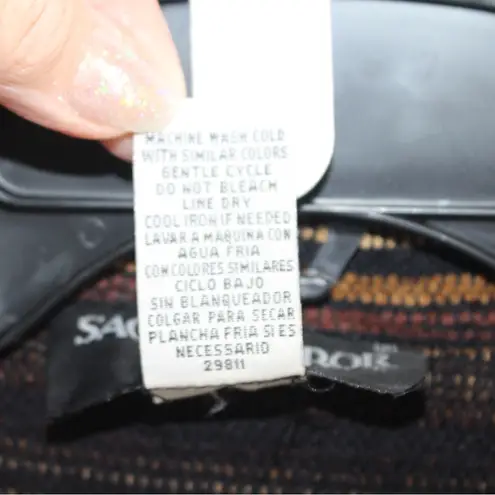 MACHINE WASH COLD
WITH SIMILAR COLORS
GENTLE CYCLE
DO NOT BLEACH
LINE DRY
COOL IRON IF NEEDED
LAVAR A MAQUINA CON
AGUA FRIA
CON COLORES SIMILARES
CICLO BAJO
SIN BLANQUEADOR
COLGAR PARA SECAR
PLANCHA FRIA SI ES
NECESSARIO
29811